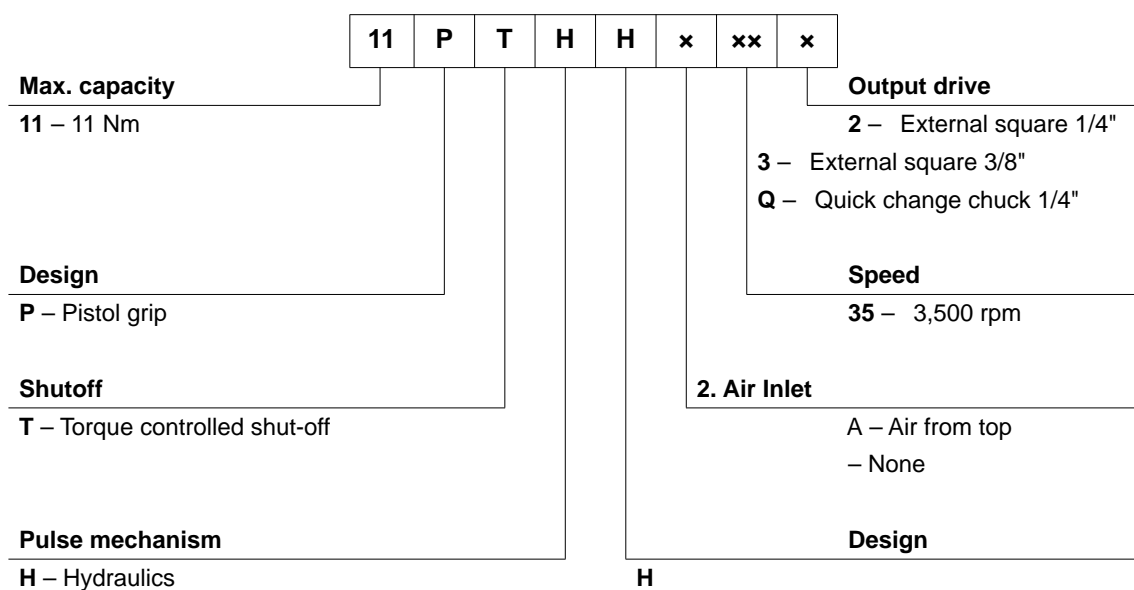 11 P T H H × ×× ×
Max. capacity
11 – 11 Nm
Output drive
2 – External square 1/4"
3 – External square 3/8"
Q – Quick change chuck 1/4"
Design
P – Pistol grip
Speed
35 – 3,500 rpm
Shutoff
T – Torque controlled shut-off
2. Air Inlet
A – Air from top
– None
Pulse mechanism
H – Hydraulics
Design
H